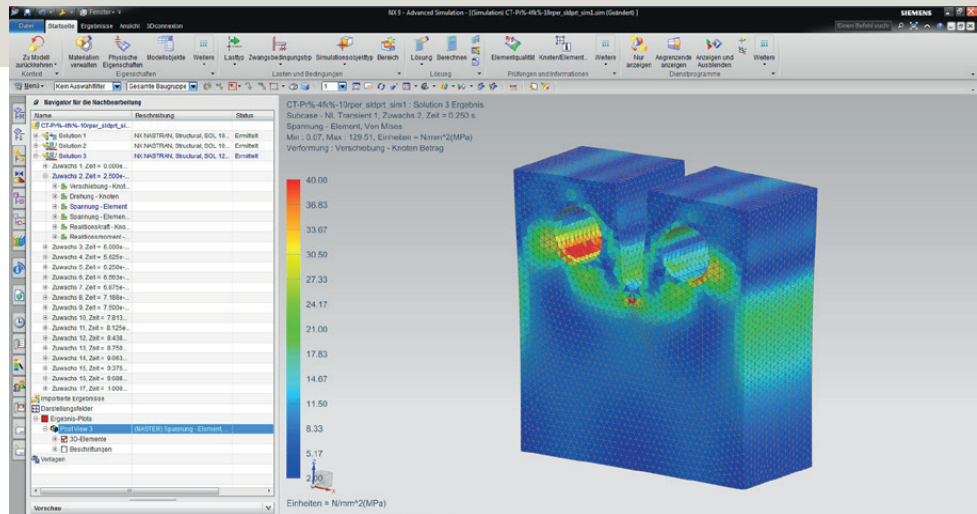 Fenster
NX 9 - Advanced Simulation - [(Simulation) CT-Pr%-4fk%-10rper_sldprt_sim1.sim (Geändert)]
SIEMENS
Datei Startseite Ergebnisse Ansicht 3Dconnexion
Zu Modell zurückkehren
Materialien verwalten
Physische Eigenschaften
Modellobjekte
Weitere
Lasttyp
Zwangsbedingungstyp
Simulationsobjekttyp
Bereich
Lösung
Berechnen
Elementqualität
Knoten/Element...
Weitere
Nur anzeigen
Angrenzende anzeigen
Anzeigen und Ausblenden
Weitere
Kontext
Eigenschaften
Lasten und Bedingungen
Lösung
Prüfungen und Informationen
Dienstprogramme
Menü
Kein Auswahlfilter
Gesamte Baugruppe
1
Navigator für die Nachbearbeitung
Name Beschreibung Status
CT-Pr%-4fk%-10rper_sldprt_si...
Solution 1 NX NASTRAN, Structural, SOL 10... Ermittelt
Solution 2 NX NASTRAN, Structural, SOL 10... Ermittelt
Solution 3 NX NASTRAN, Structural, SOL 12... Ermittelt
Zuwachs 1, Zeit = 0.000e...
Zuwachs 2, Zeit = 2.500e-...
Verschiebung - Knot...
Drehung - Knoten
Spannung - Element
Spannung - Elemen...
Reaktionskraft - Kno...
Reaktionsmoment -...
Zuwachs 3, Zeit = 5.000e-...
Zuwachs 4, Zeit = 5.625e-...
Zuwachs 5, Zeit = 6.250e-...
Zuwachs 6, Zeit = 6.563e-...
Zuwachs 7, Zeit = 6.875e-...
Zuwachs 8, Zeit = 7.188e-...
Zuwachs 9, Zeit = 7.500e-...
Zuwachs 10, Zeit = 7.813...
Zuwachs 11, Zeit = 8.125e...
Zuwachs 12, Zeit = 8.438...
Zuwachs 13, Zeit = 8.750...
Zuwachs 14, Zeit = 9.063...
Zuwachs 15, Zeit = 9.375...
Zuwachs 16, Zeit = 9.688...
Zuwachs 17, Zeit = 1.000...
Importierte Ergebnisse
Darstellungsfelder
Ergebnis-Plots
Post View 3 (MASTER) Spannung - Element...
3D-Elemente
Beschriftungen
Vorlagen
Vorschau
CT-Pr%-4fk%-10rper_sldprt_sim1 : Solution 3 Ergebnis
Subcase - NL Transient 1, Zuwachs 2, Zeit = 0.250 s
Spannung - Element, Von Mises
Min : 0.07, Max : 129.51, Einheiten = N/mm^2(MPa)
Verformung : Verschiebung - Knoten Betrag
40.00
36.83
33.67
30.50
27.33
24.17
21.00
17.83
14.67
11.50
8.33
5.17
2.00
Einheiten = N/mm^2(MPa)